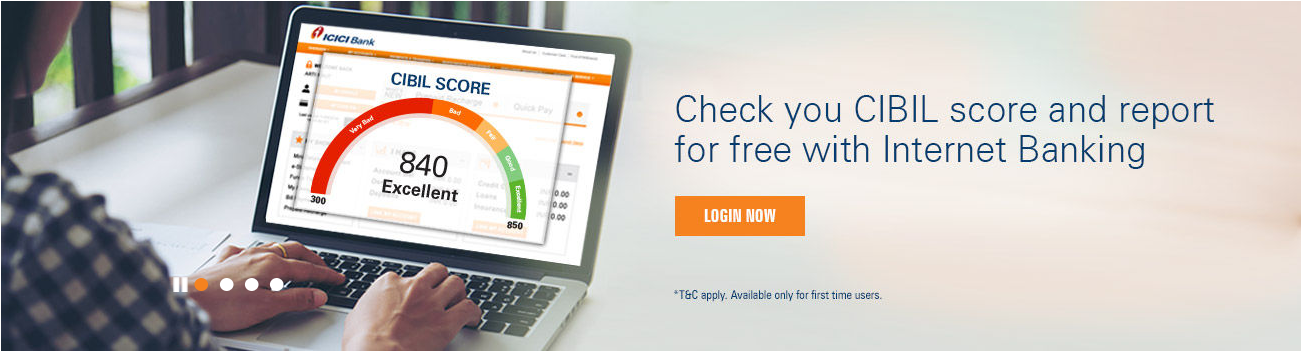 ICICI Bank
CIBIL SCORE
Very Bad
Bad
Fair
Good
Excellent
840
Excellent
300
850
Quick Pay
Check you CIBIL score and report
for free with Internet Banking
LOGIN NOW
*T&C apply. Available only for first time users.